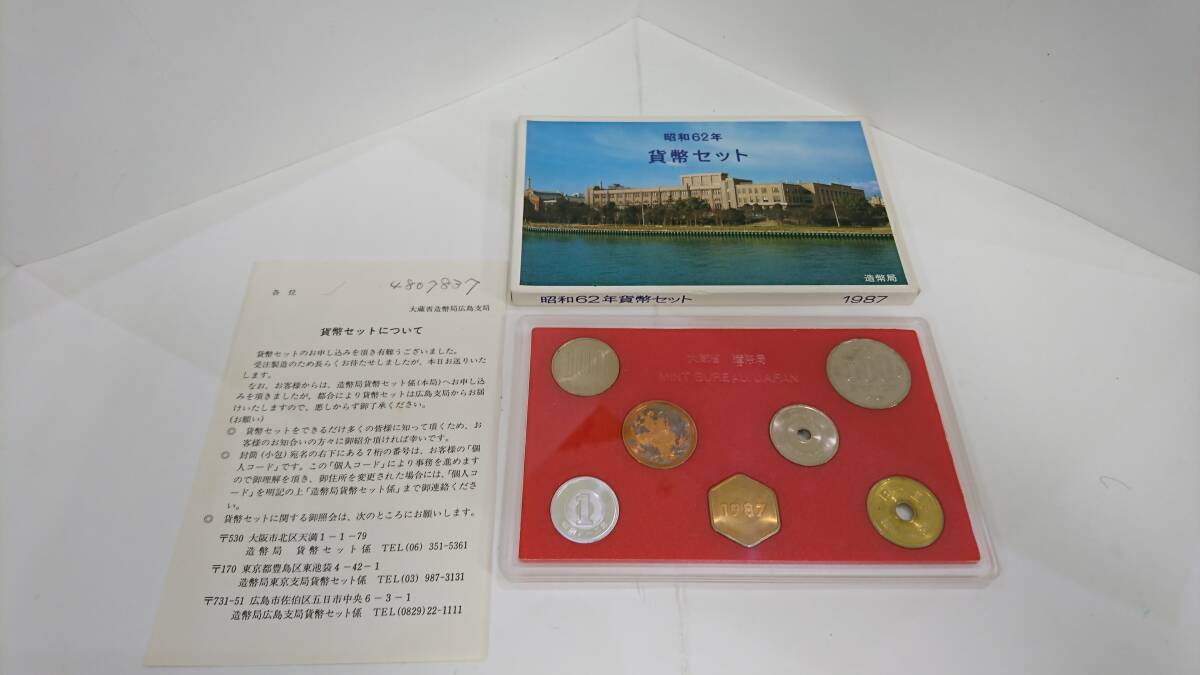 昭和62年
貨幣セット
造幣局
昭和62年貨幣セット 1987
各位
4807837
大蔵省造幣局広島支局
貨幣セットについて
貨幣セットのお申し込みを頂き有難うございました。
受注製造のため長らくお待たせしましたが、本日お送りいた
します。
なお、お客様からは、造幣局貨幣セット係(本局)へお申し込
みを頂きましたが、都合により貨幣セットは広島支局からお届
けいたしますので、悪しからず御了承ください。
(お願い)
◎ 貨幣セットをできるだけ多くの皆様に知って頂くため、お
客様のお知合いの方々に御紹介頂ければ幸いです。
◎ 封筒(小包)宛名の右下にある7桁の番号は、お客様の「個
人コード」です。この「個人コード」により事務を進めます
ので御理解を頂き、御住所を変更された場合には、「個人コ
ード」を明記の上「造幣局貨幣セット係」まで御連絡くださ
い。
◎ 貨幣セットに関する御照会は、次のところにお願いします。
〒530 大阪市北区天満1-1-79
造幣局 貨幣セット係 TEL(06) 351-5361
〒170 東京都豊島区東池袋4-42-1
造幣局東京支局貨幣セット係 TEL(03) 987-3131
〒731-51 広島市佐伯区五日市中央6-3-1
造幣局広島支局貨幣セット係 TEL(0829)22-1111
大蔵省 造幣局
MINT BUREAU, JAPAN
100
500
1
1987